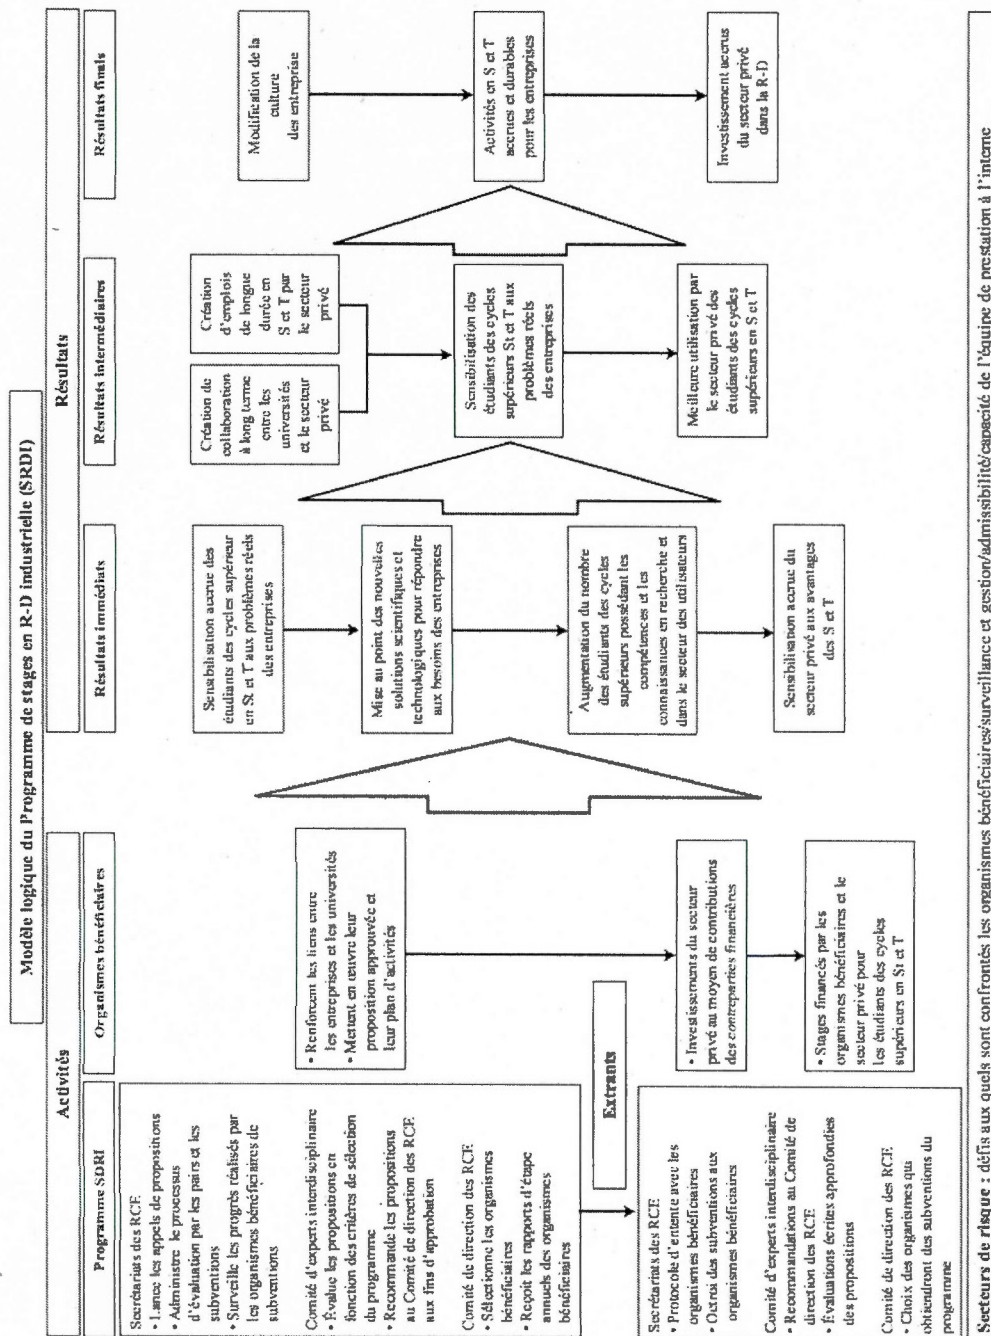 Modèle logique du Programme de stages en R-D industrielle (SRDI)
Activités
Résultats
Programme SDRI
Organismes bénéficiaires
Résultats immédiats
Résultats intermédiaires
Résultats finals
Secrétariats des RCE
• Lance les appels de propositions
• Administre le processus
d'évaluation par les pairs et les
subventions
• Surveille les progrès réalisés par
les organismes bénéficiaires de
subventions
Comité d'experts interdisciplinaire
• Évalue les propositrons en
fonction des critères de sélection
du programme
• Recommande les propositions
au Comité de direction des RCE
aux fins d'approbation
Comité de direction des RCE
• Sélectionne les organismes
bénéficiaires
• Reçoit les rapports d'étape
annuels des organismes
bénéficiaires
Extrants
Secrétariats des RCE
• Protocolle d'entente avec les
organismes bénéficiaires
• Octroi des subventions aux
organismes bénéficiaires
Comité d'experts interdisciplinaire
• Recommandations au Comité de
direction des RCE
• Évaluations écrites approfondies
des propositions
Comité de direction des RCE
• Choix des organismes qui
obtiendront des subventions du
programme
• Renforcent les liens entre
les entreprises et les universités
• Mettent en œuvre leur
proposition approuvée et
leur plan d'activités
• Investissements du secteur
privé au moyen de contributions
des contreparties financières
• Stages financés par les
organismes bénéficiaires et le
secteur privé pour
les étudiants des cycles
supérieurs en St et T
Sensibilisation accrue des
étudiants des cycles supérieur
en St et T aux problèmes réels
des entreprises
Mise au point des nouvelles
solutions scientifiques et
technologiques pour répondre
aux besoins des entreprises
Augmentation du nombre
des étudiants des cycles
supérieurs possédant les
compétences et les
connaissances en recherche et
dans le secteur des utilisateurs
Sensibilisation accrue du
secteur privé aux avantages
des S et T
Création de
collaboration
à long terme
entre les
universités
et le secteur
privé
Création
d'emplois
de longue
durée en
S et T par
le secteur
privé
Sensibilisation des
étudiants des cycles
supérieurs St et T aux
problèmes réels
des entreprises
Meilleure utilisation par
le secteur privé des
étudiants des cycles
supérieurs en S et T
Modification de la
culture
des entreprise
Activités en S et T
accrues et durables
pour les entreprises
Investissement accrus
du secteur privé
dans la R-D
Secteurs de risque : défis aux quels sont confrontés les organismes bénéficiaires/surveillance et gestion/admissibilité/capacité de l'équipe de prestation à l'interne